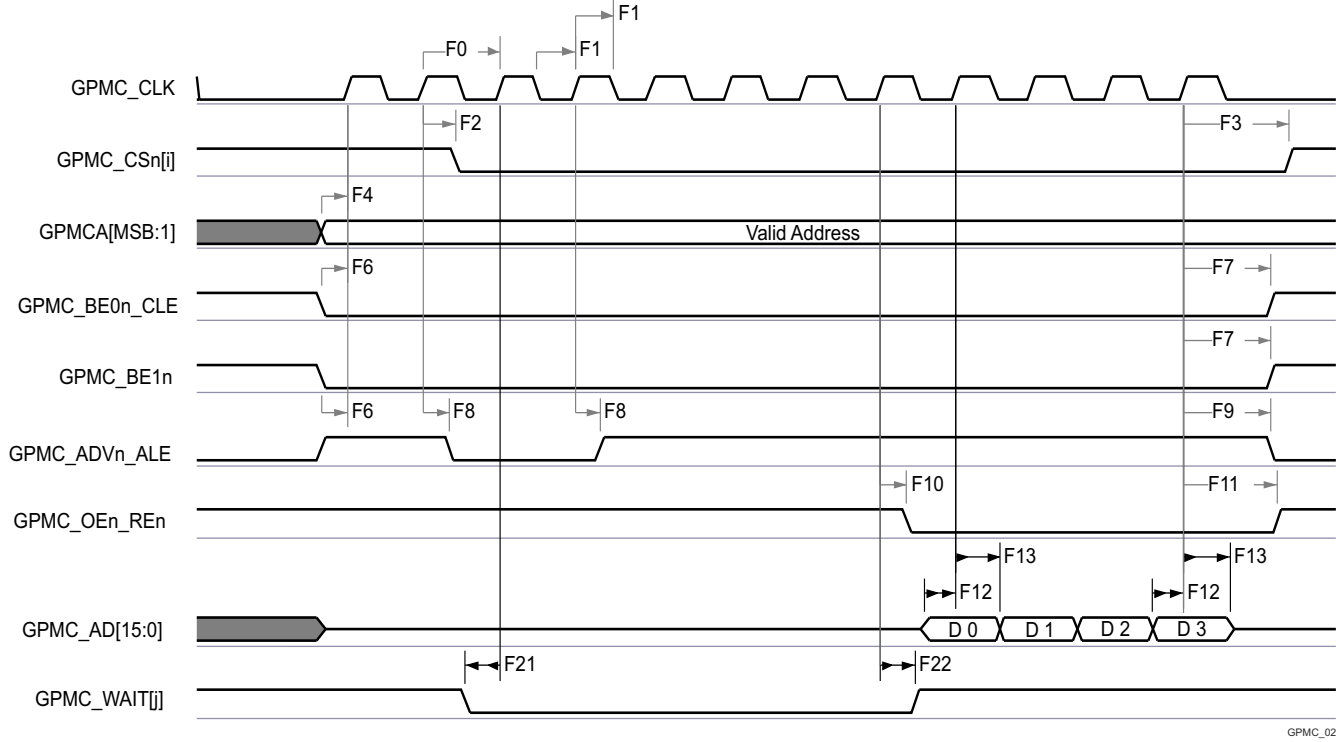 F1
F0 F1
GPMC_CLK
F2 F3
GPMC_CSn[i]
F4
GPMCA[MSB:1] Valid Address
F6 F7
GPMC_BE0n_CLE
F7
GPMC_BE1n
F6 F8 F8 F9
GPMC_ADVn_ALE
F10 F11
GPMC_OEn_REn
F13 F13
F12 F12
GPMC_AD[15:0] D 0 D 1 D 2 D 3
F21 F22
GPMC_WAIT[j]
GPMC_02